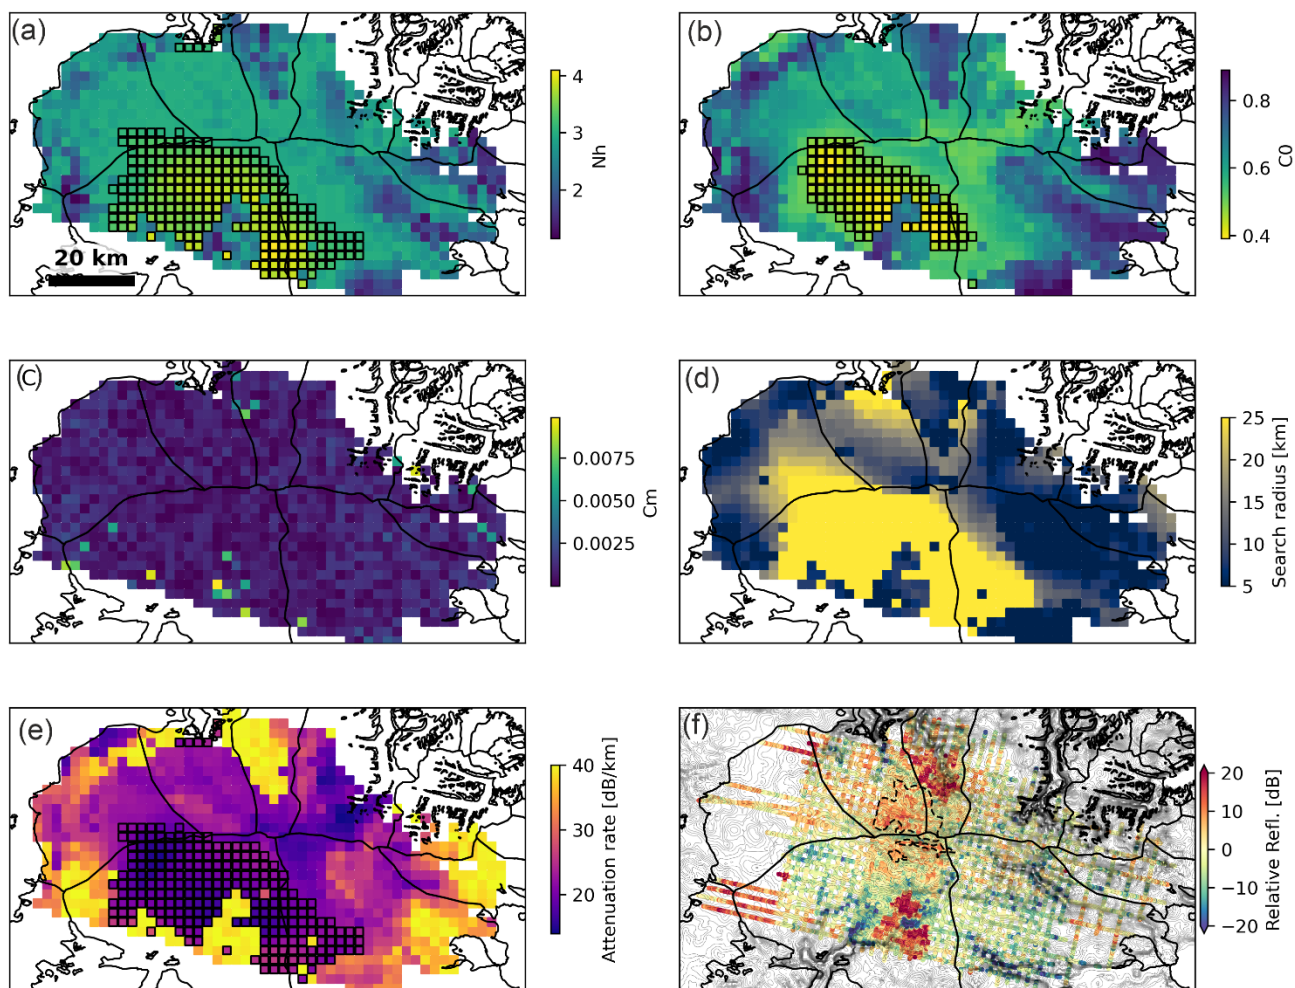 (a)
20 km
4
3
2
Nh
(b)
0.8
0.6
0.4
C0
(c)
0.0075
0.0050
0.0025
Cm
(d)
25
20
15
10
5
Search radius [km]
(e)
40
30
20
Attenuation rate [dB/km]
(f)
20
10
0
−10
−20
Relative Refl. [dB]